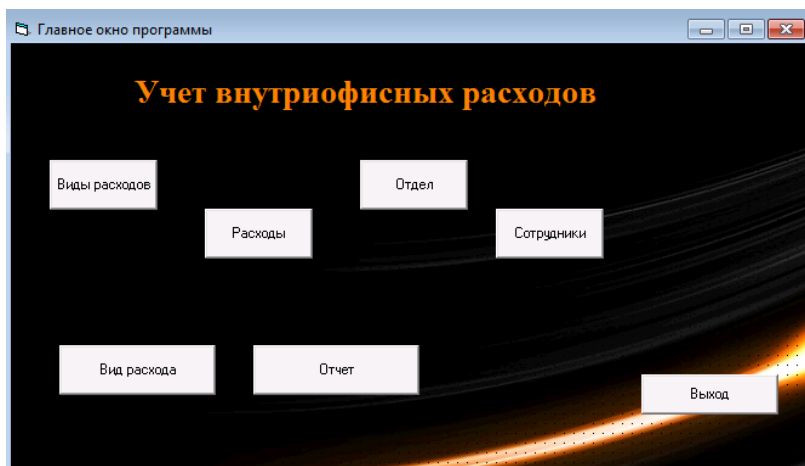 Главное окно программы
Учет внутриофисных расходов
Виды расходов
Отдел
Расходы
Сотрудники
Вид расхода
Отчет
Выход